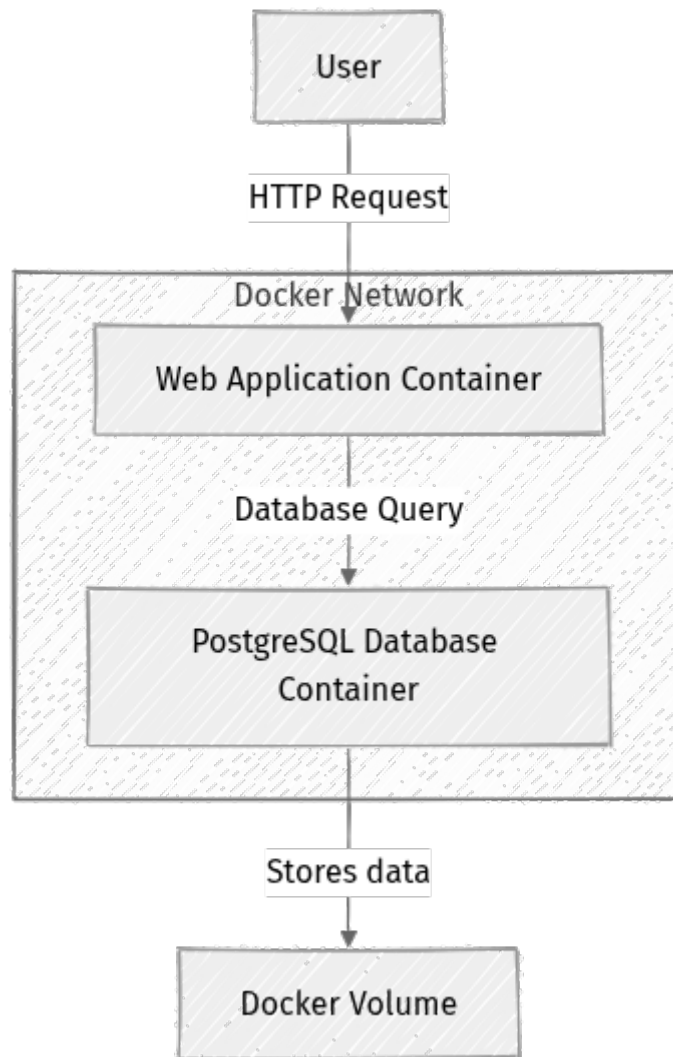 User
HTTP Request
Docker Network
Web Application Container
Database Query
PostgreSQL Database
Container
Stores data
Docker Volume